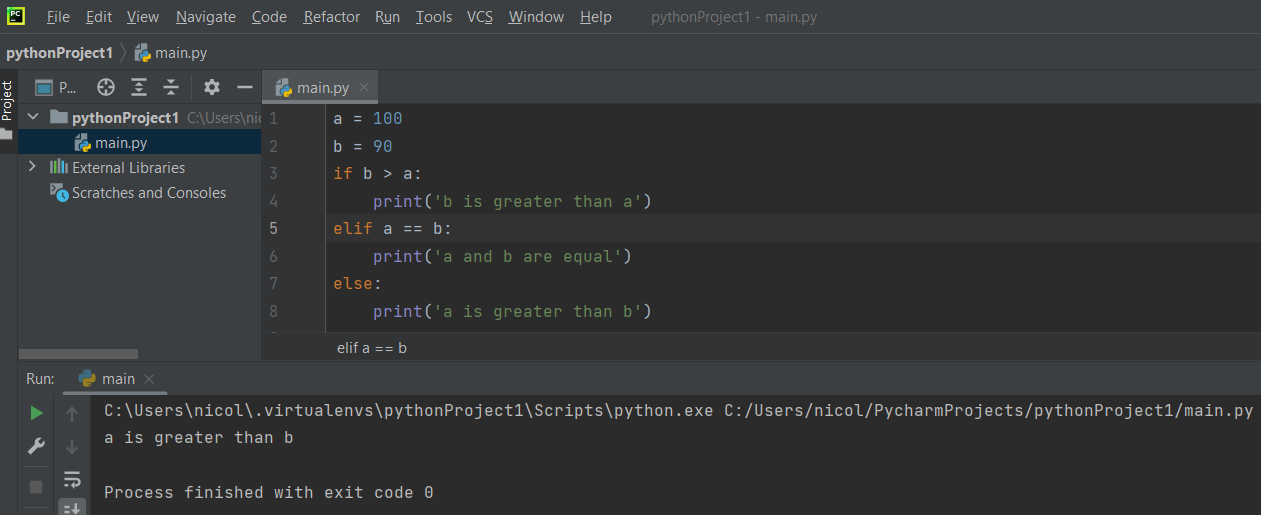 PC File Edit View Navigate Code Refactor Run Tools VCS Window Help pythonProject1 - main.py
pythonProject1 main.py
Project
P... main.py
pythonProject1 C:\Users\nic
main.py
External Libraries
Scratches and Consoles
1 a = 100
2 b = 90
3 if b > a:
4     print('b is greater than a')
5 elif a == b:
6     print('a and b are equal')
7 else:
8     print('a is greater than b')
elif a == b
Run: main
C:\Users\nicol\.virtualenvs\pythonProject1\Scripts\python.exe C:/Users/nicol/PycharmProjects/pythonProject1/main.py
a is greater than b
Process finished with exit code 0